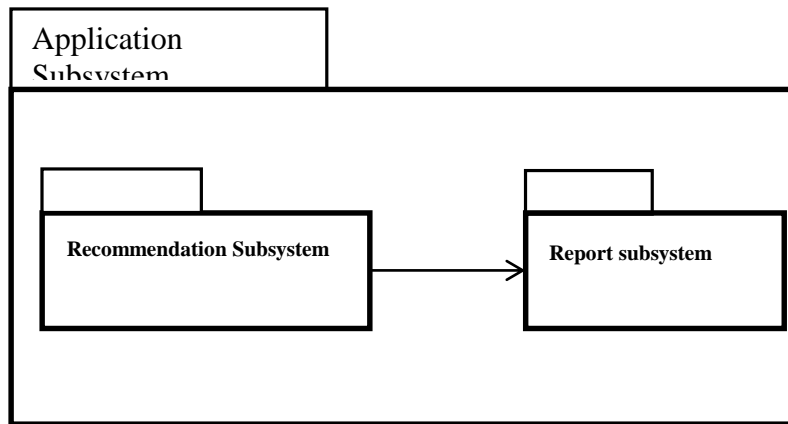 Application
Subsystem
Recommendation Subsystem
Report subsystem